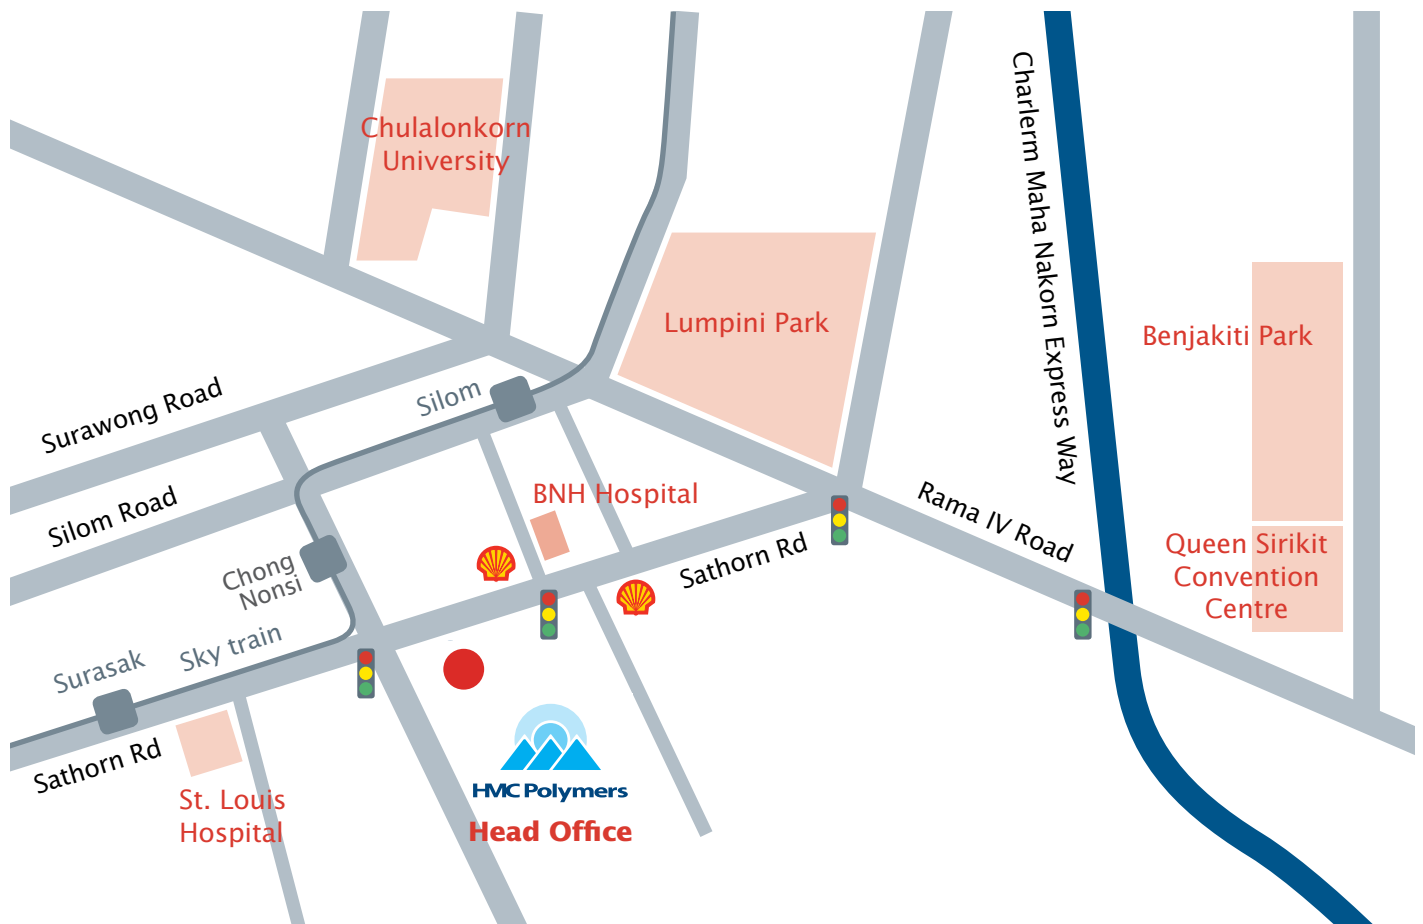 Chulalonkorn
University
Charlerm Maha Nakorn Express Way
Lumpini Park
Benjakiti Park
Surawong Road
Silom
Silom Road
BNH Hospital
Rama IV Road
Queen Sirikit
Convention
Centre
Chong
Nonsi
Sathorn Rd
Sky train
Surasak
Sathorn Rd
St. Louis
Hospital
HMC Polymers
Head Office